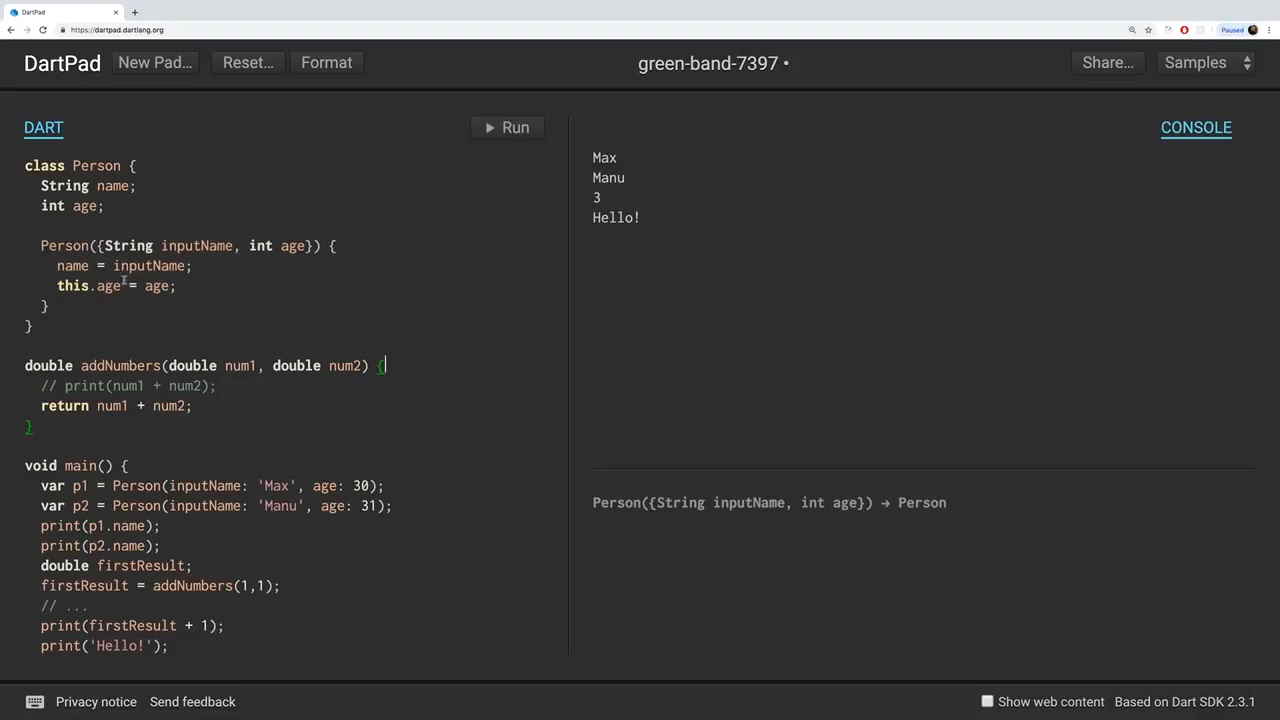 DartPad
https://dartpad.dartlang.org
Paused
DartPad New Pad... Reset... Format green-band-7397 • Share... Samples
DART
Run
CONSOLE
class Person {
  String name;
  int age;

  Person({String inputName, int age}) {
    name = inputName;
    this.age = age;
  }
}

double addNumbers(double num1, double num2) {
  // print(num1 + num2);
  return num1 + num2;
}

void main() {
  var p1 = Person(inputName: 'Max', age: 30);
  var p2 = Person(inputName: 'Manu', age: 31);
  print(p1.name);
  print(p2.name);
  double firstResult;
  firstResult = addNumbers(1,1);
  // ...
  print(firstResult + 1);
  print('Hello!');
Max
Manu
3
Hello!
Person({String inputName, int age}) → Person
Privacy notice Send feedback
Show web content Based on Dart SDK 2.3.1